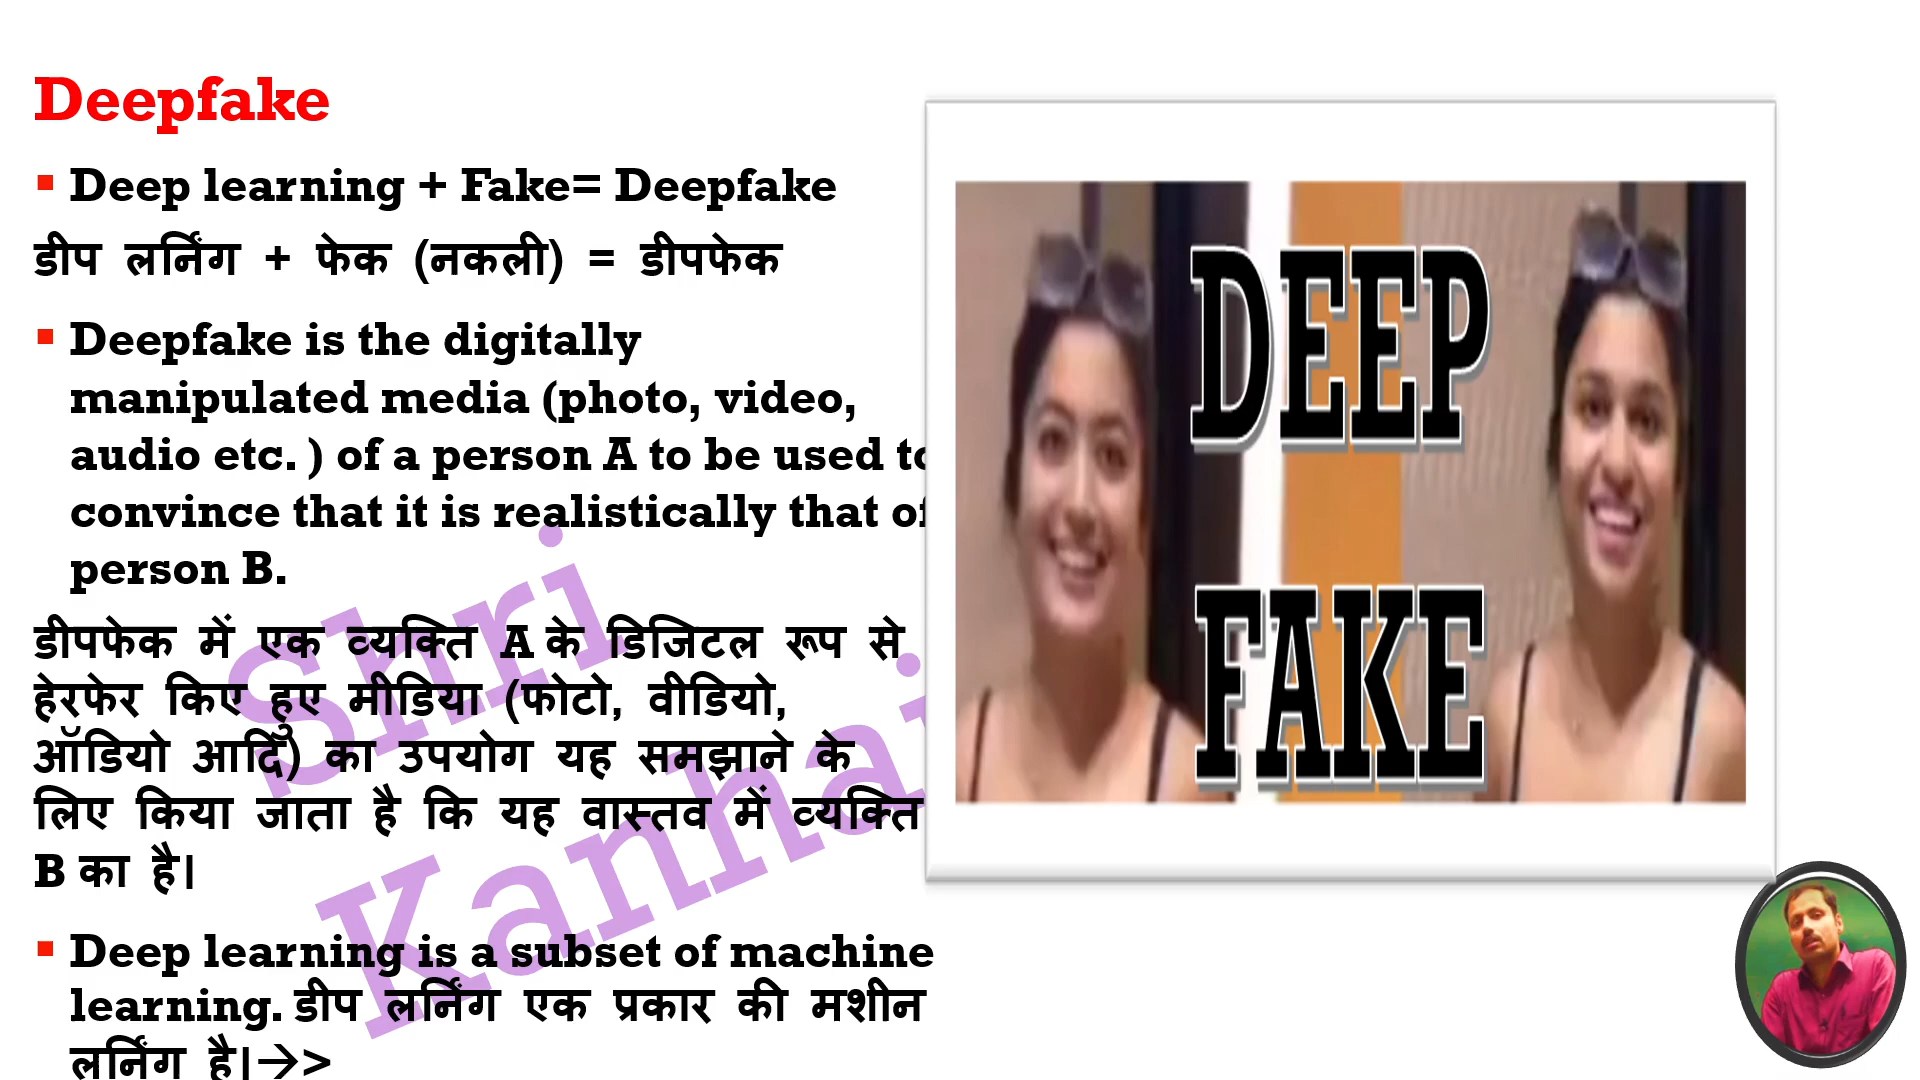 Deepfake
Deep learning + Fake= Deepfake
डीप लर्निंग + फेक (नकली) = डीपफेक
Deepfake is the digitally
manipulated media (photo, video,
audio etc. ) of a person A to be used to
convince that it is realistically that of
person B.
डीपफेक में एक व्यक्ति A के डिजिटल रूप से
हेरफेर किए हुए मीडिया (फोटो, वीडियो,
ऑडियो आदि) का उपयोग यह समझाने के
लिए किया जाता है कि यह वास्तव में व्यक्ति
B का है।
Deep learning is a subset of machine
learning. डीप लर्निंग एक प्रकार की मशीन
लर्निंग है।→>
DEEP
FAKE
Shri
Kanhai